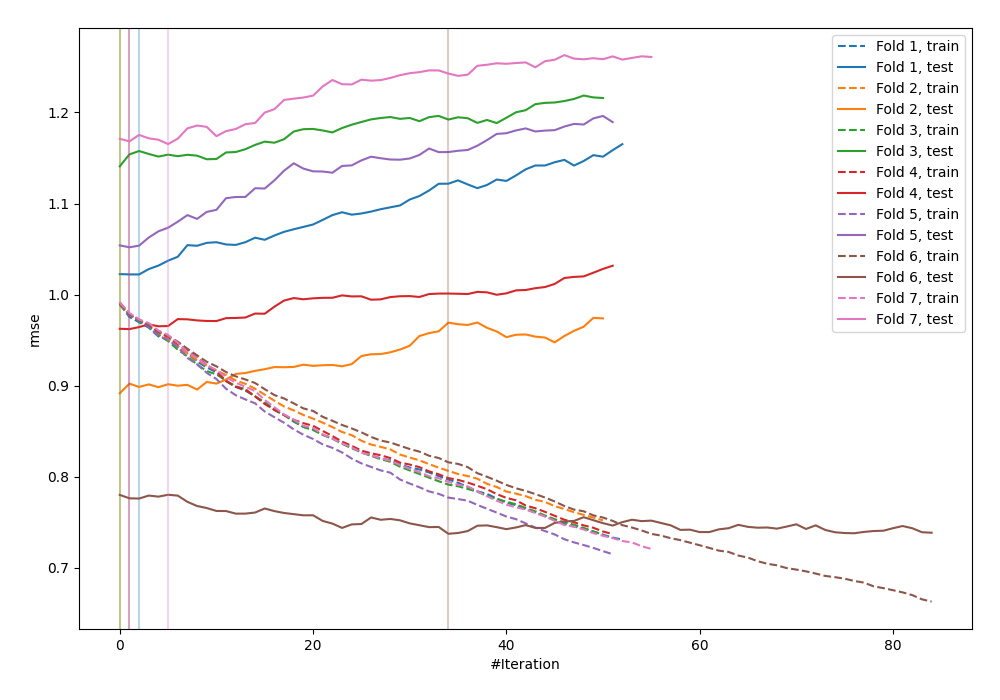 1.2
1.1
1.0
0.9
0.8
0.7
rmse
0
20
40
60
80
#Iteration
Fold 1, train
Fold 1, test
Fold 2, train
Fold 2, test
Fold 3, train
Fold 3, test
Fold 4, train
Fold 4, test
Fold 5, train
Fold 5, test
Fold 6, train
Fold 6, test
Fold 7, train
Fold 7, test